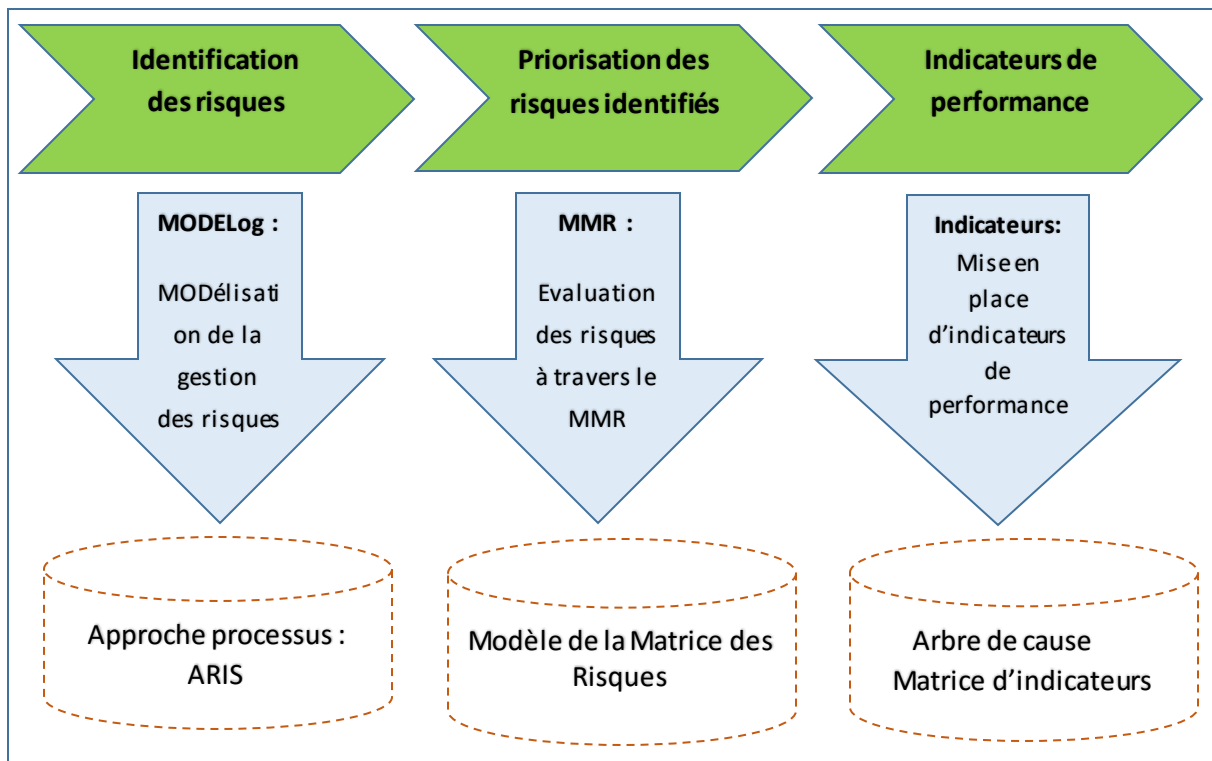 Identification
des risques
Priorisation des
risques identifiés
Indicateurs de
performance
MODELog :
MODélisati
on de la
gestion
des risques
MMR :
Evaluation
des risques
à travers le
MMR
Indicateurs:
Mise en
place
d’indicateurs
de
performance
Approche processus :
ARIS
Modèle de la Matrice des
Risques
Arbre de cause
Matrice d’indicateurs